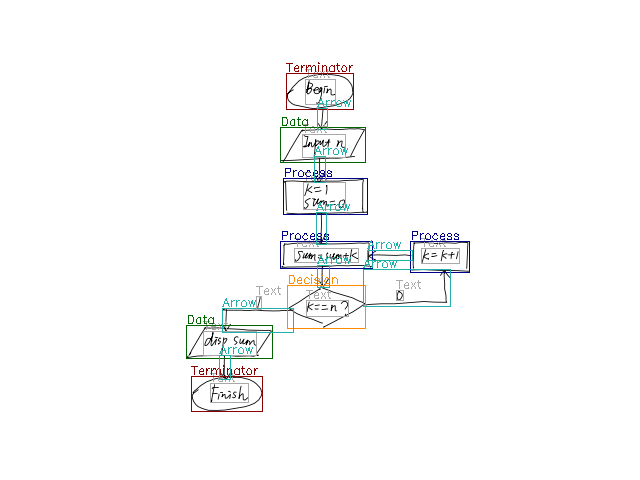 Terminator
Text
Begin
Arrow
Data
Text
Input n
Arrow
Process
k=1
sum=0
Arrow
Process
Text
sum=sum+k
Arrow
Process
Text
k=k+1
Arrow
Arrow
Decision
Text
k==n?
Text
1
Text
0
Arrow
Data
Text
disp sum
Arrow
Terminator
Text
Finish